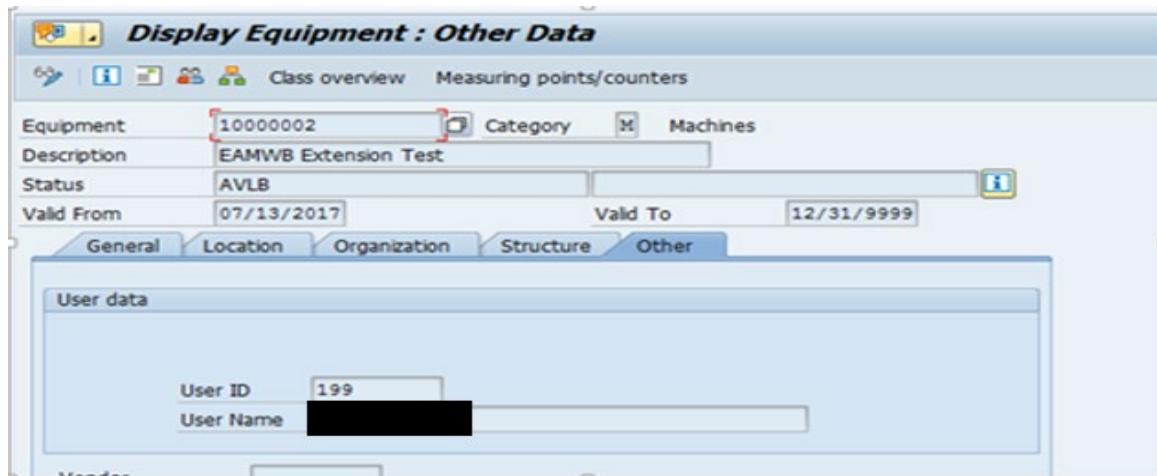 Display Equipment : Other Data
Class overview Measuring points/counters
Equipment 10000002 Category M Machines
Description EAMWB Extension Test
Status AVLB
Valid From 07/13/2017 Valid To 12/31/9999
General Location Organization Structure Other
User data
User ID 199
User Name